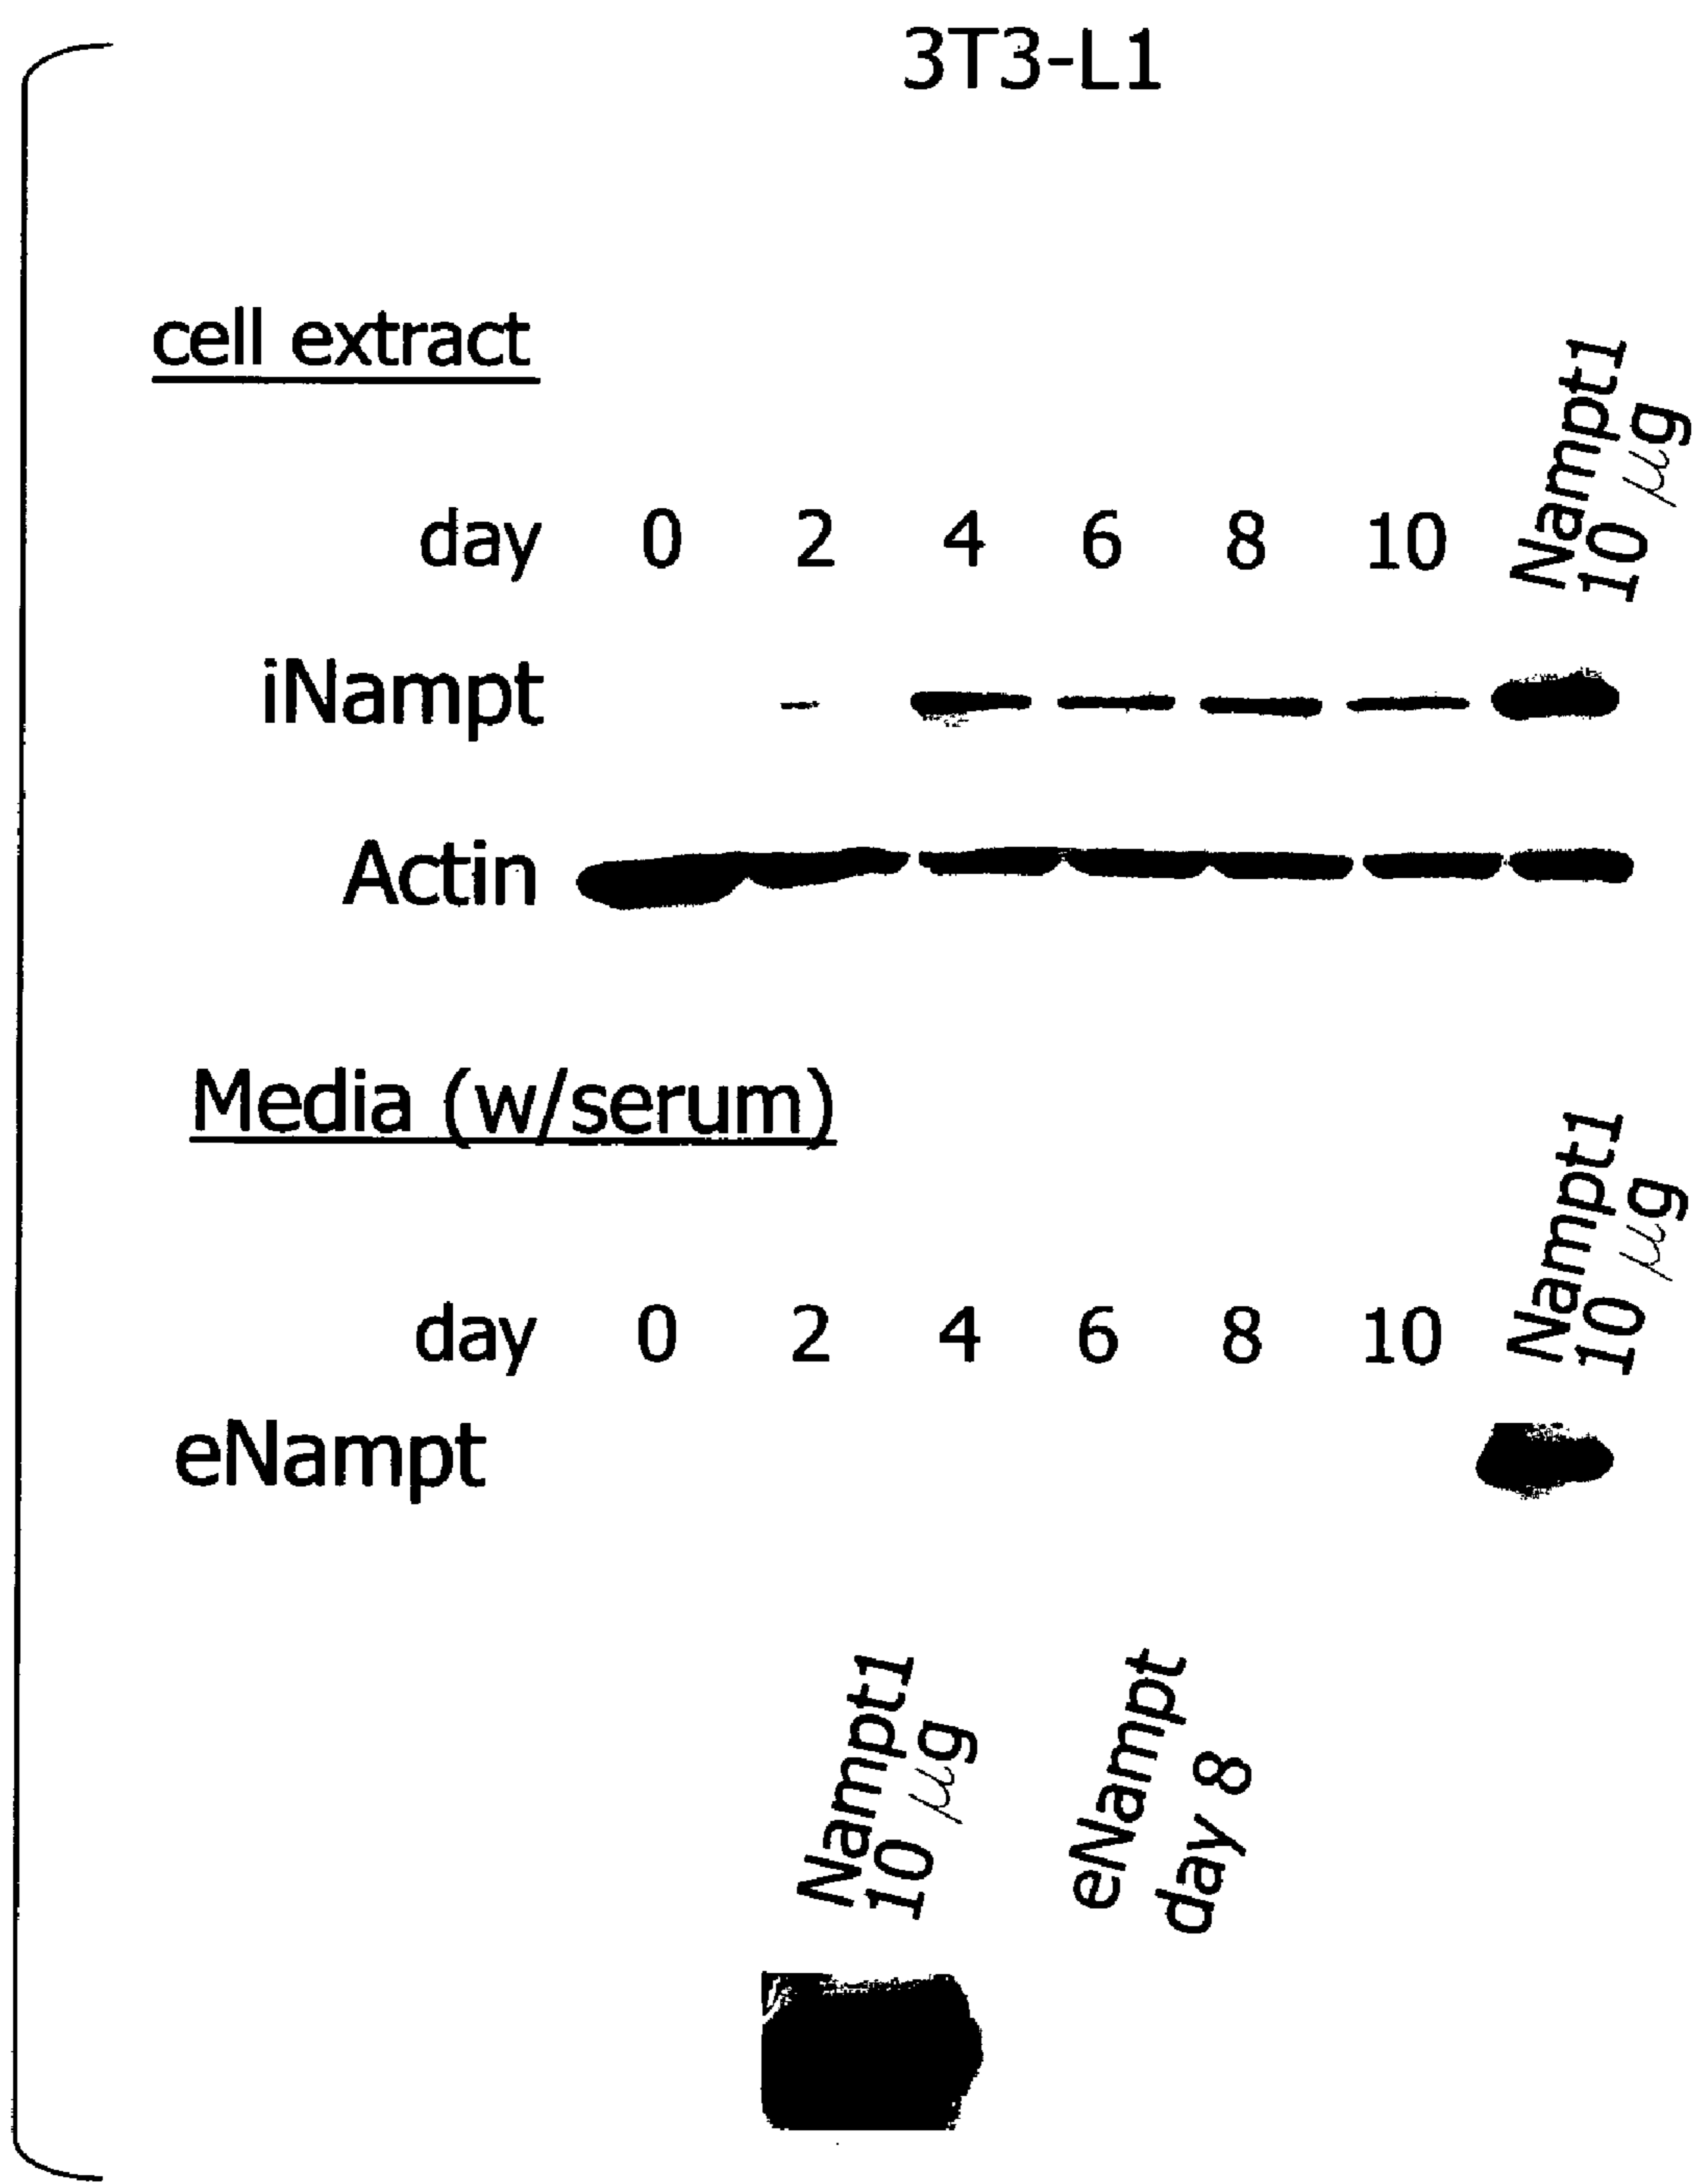 3T3-L1
cell extract
day 0 2 4 6 8 10 Nampt1
10 µg
iNampt
Actin
Media (w/serum)
day 0 2 4 6 8 10 Nampt1
10 µg
eNampt
Nampt1
10 µg
eNampt
day 8